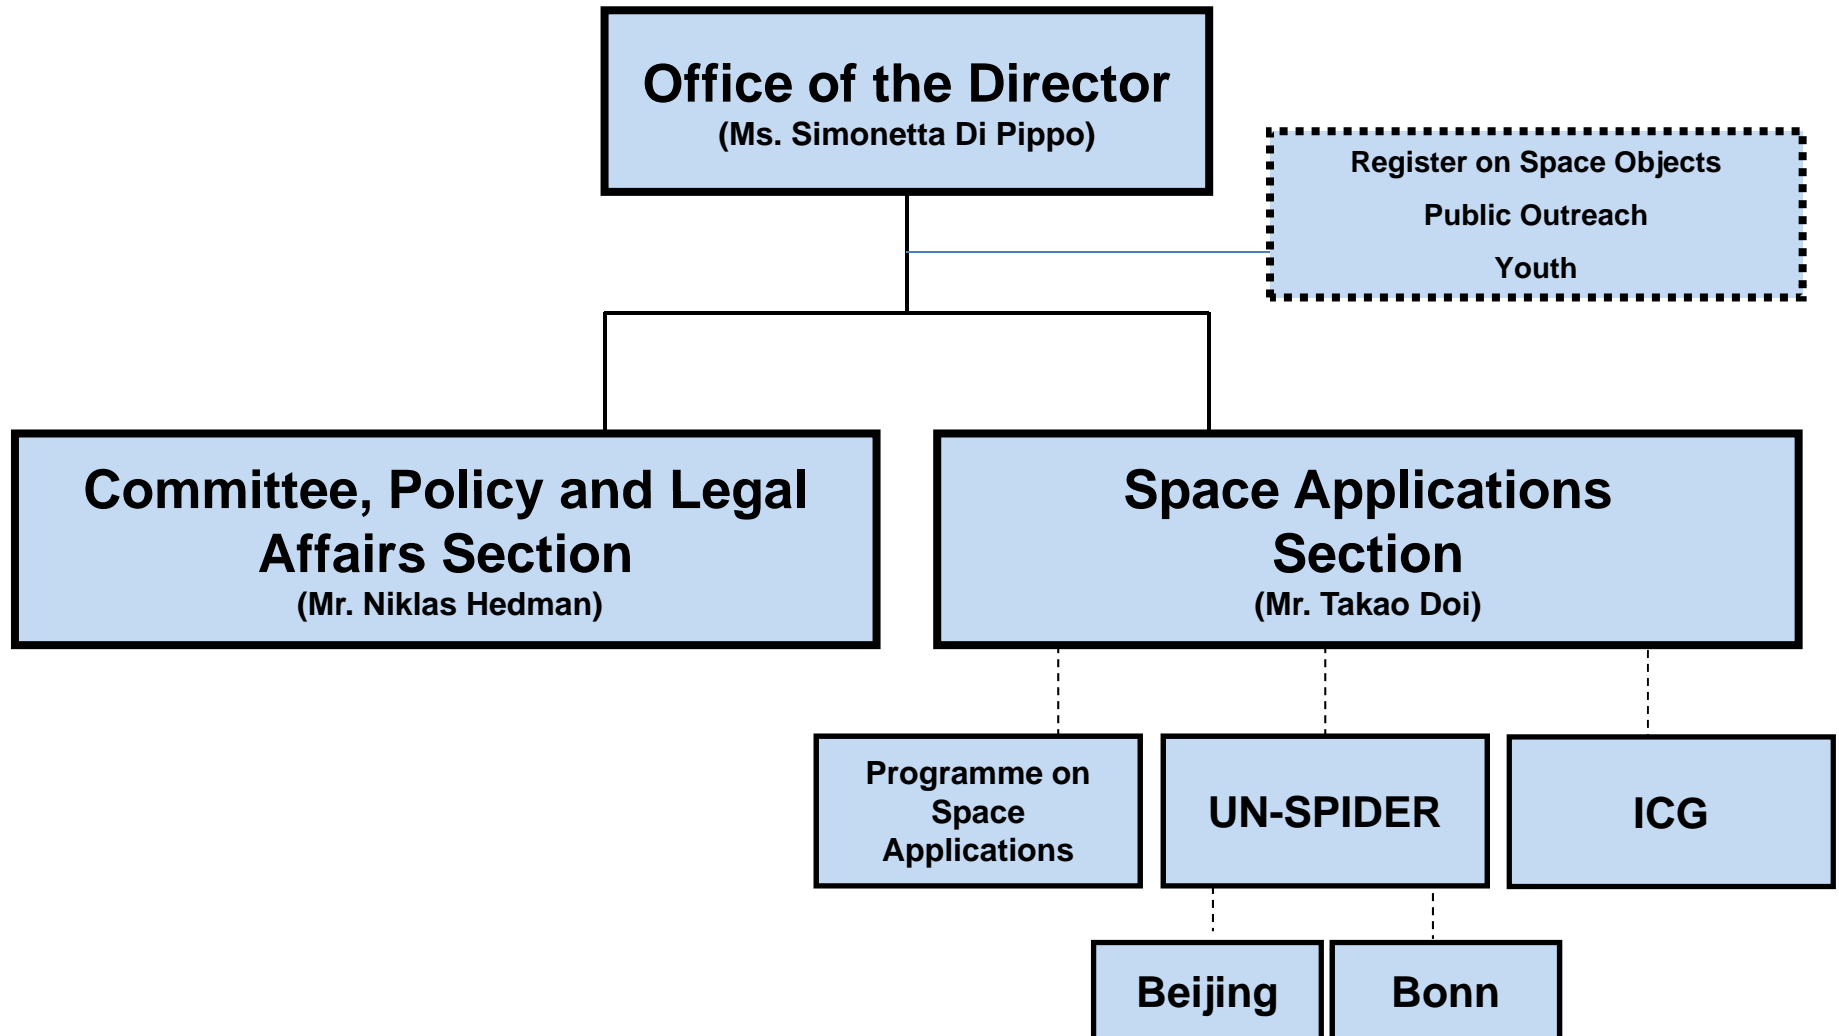 Office of the Director
(Ms. Simonetta Di Pippo)
Register on Space Objects
Public Outreach
Youth
Committee, Policy and Legal
Affairs Section
(Mr. Niklas Hedman)
Space Applications
Section
(Mr. Takao Doi)
Programme on
Space
Applications
UN-SPIDER
ICG
Beijing
Bonn